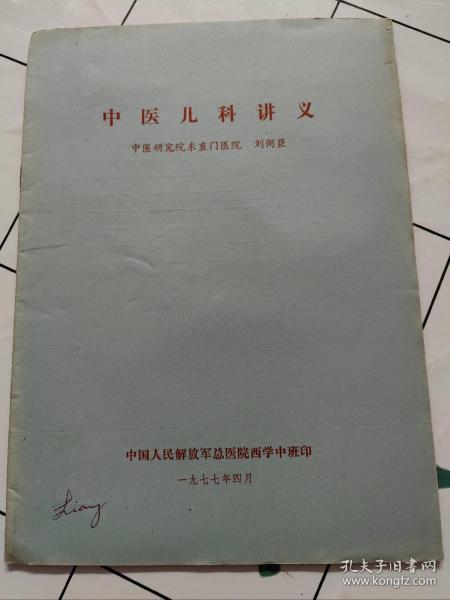 中医儿科讲义
中医研究院东直门医院 刘弼臣
中国人民解放军总医院西学中班印
一九七七年四月
Liang
孔夫子旧书网
www.kongfz.com